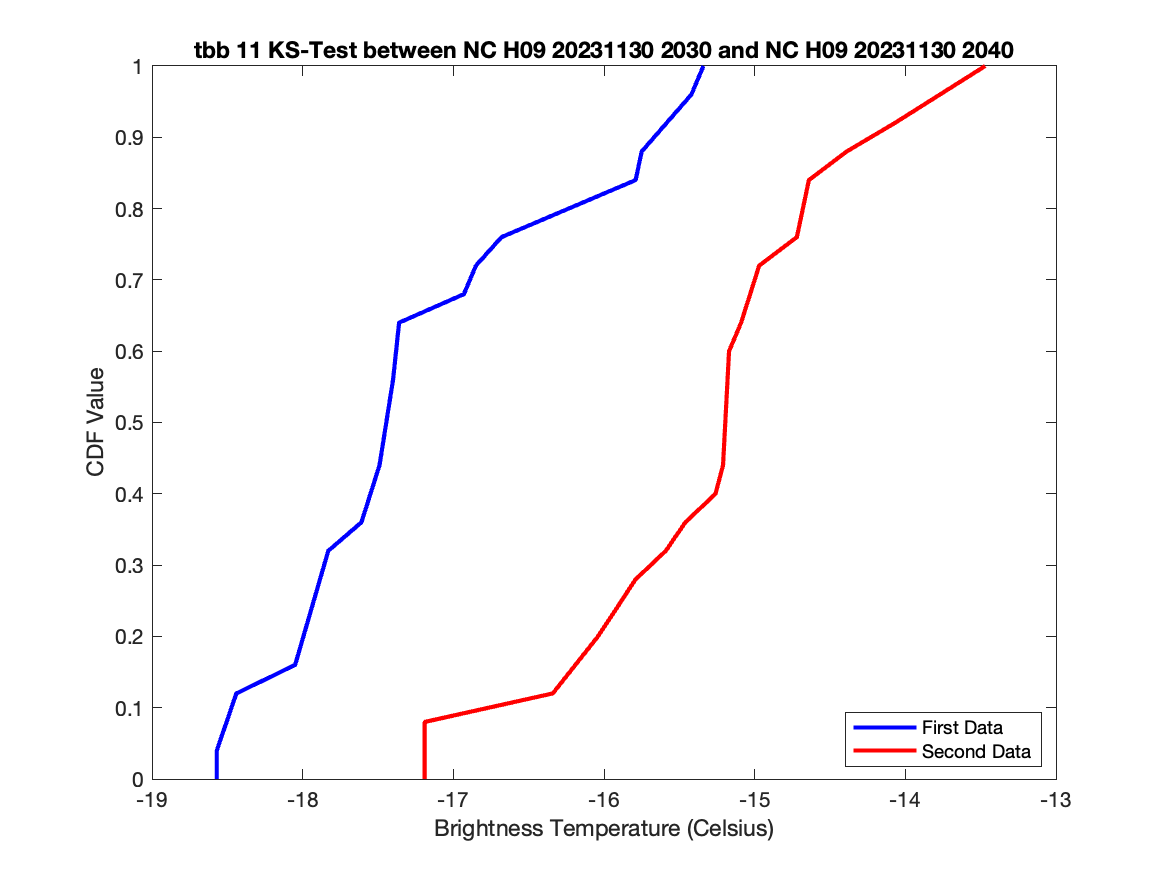 tbb 11 KS-Test between NC H09 20231130 2030 and NC H09 20231130 2040
1
0.9
0.8
0.7
0.6
0.5
0.4
0.3
0.2
0.1
0
CDF Value
-19 -18 -17 -16 -15 -14 -13
Brightness Temperature (Celsius)
First Data
Second Data